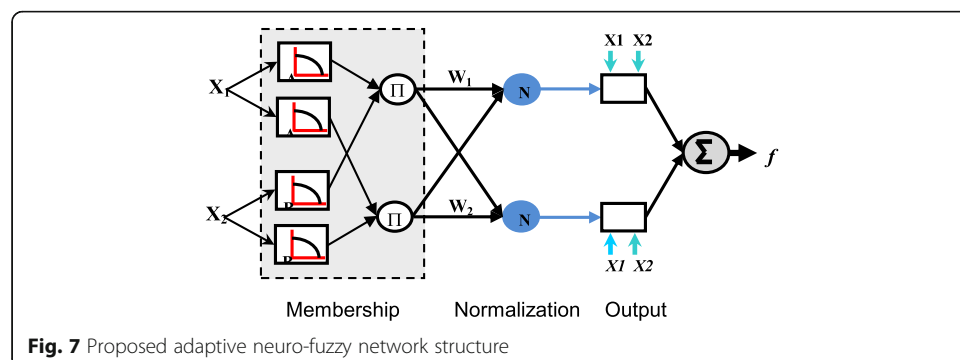 X1 X2
A
X₁
Π
W₁
N
A
Σ
f
X₂
Π
W₂
N
X1 X2
Membership
Normalization
Output
Fig. 7 Proposed adaptive neuro-fuzzy network structure